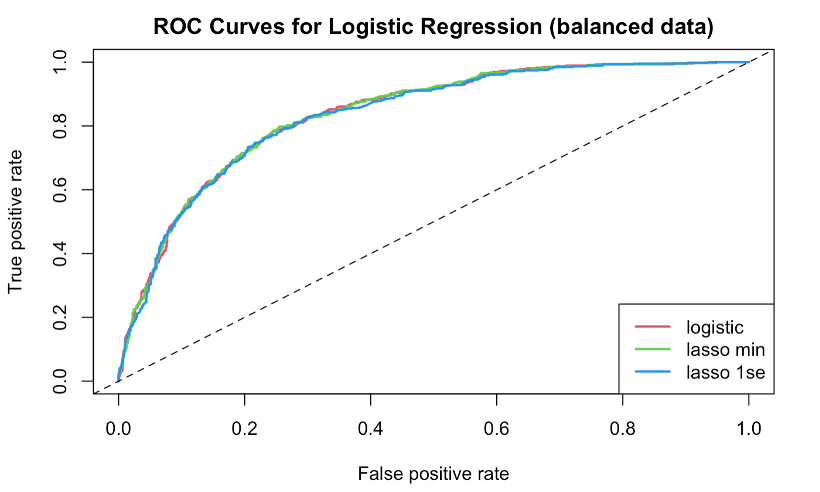 ROC Curves for Logistic Regression (balanced data)
True positive rate
1.0
0.8
0.6
0.4
0.2
0.0
logistic
lasso min
lasso 1se
0.0 0.2 0.4 0.6 0.8 1.0
False positive rate